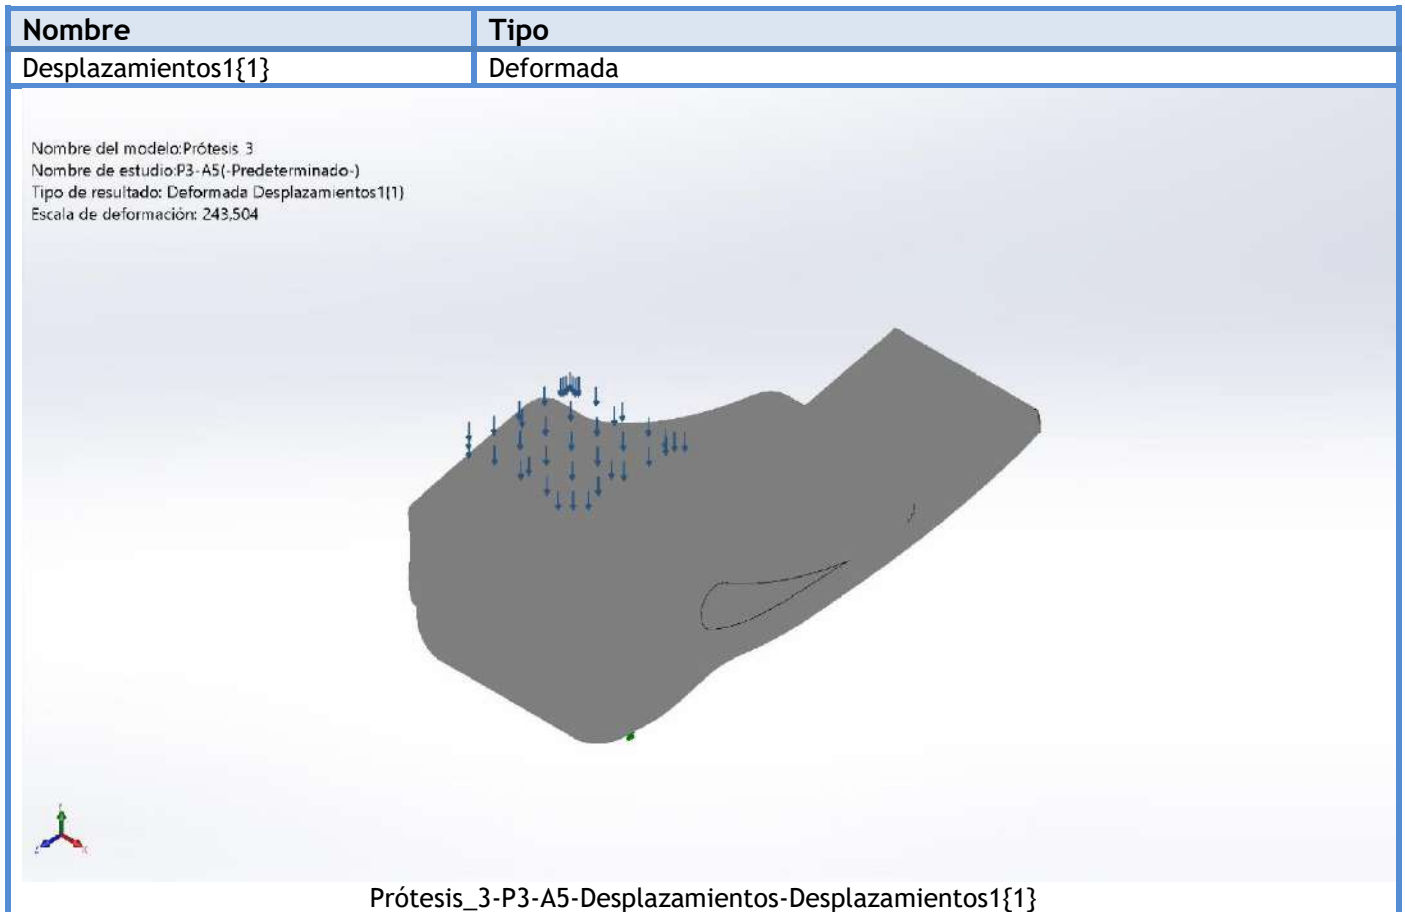 Nombre Tipo
Desplazamientos1{1} Deformada
Nombre del modelo:Prótesis 3
Nombre de estudio:P3-A5(-Predeterminado-)
Tipo de resultado: Deformada Desplazamientos1{1}
Escala de deformación: 243,504
Prótesis_3-P3-A5-Desplazamientos-Desplazamientos1{1}